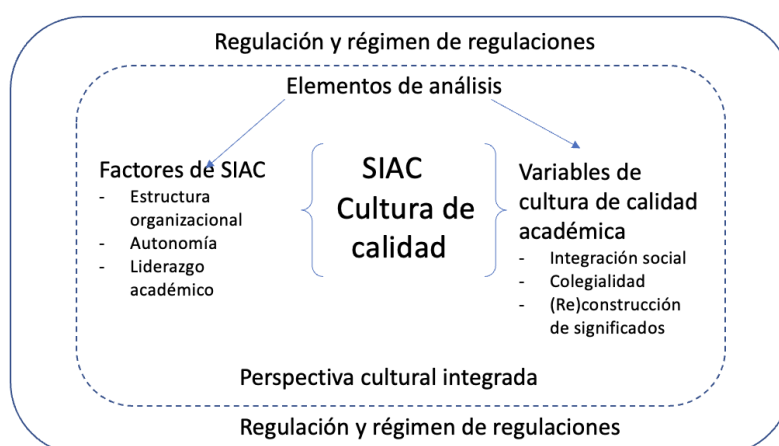 Regulación y régimen de regulaciones
Elementos de análisis
Factores de SIAC
- Estructura
organizacional
- Autonomía
- Liderazgo
académico
SIAC
Cultura de
calidad
Variables de
cultura de calidad
académica
- Integración social
- Colegialidad
- (Re)construcción
de significados
Perspectiva cultural integrada
Regulación y régimen de regulaciones